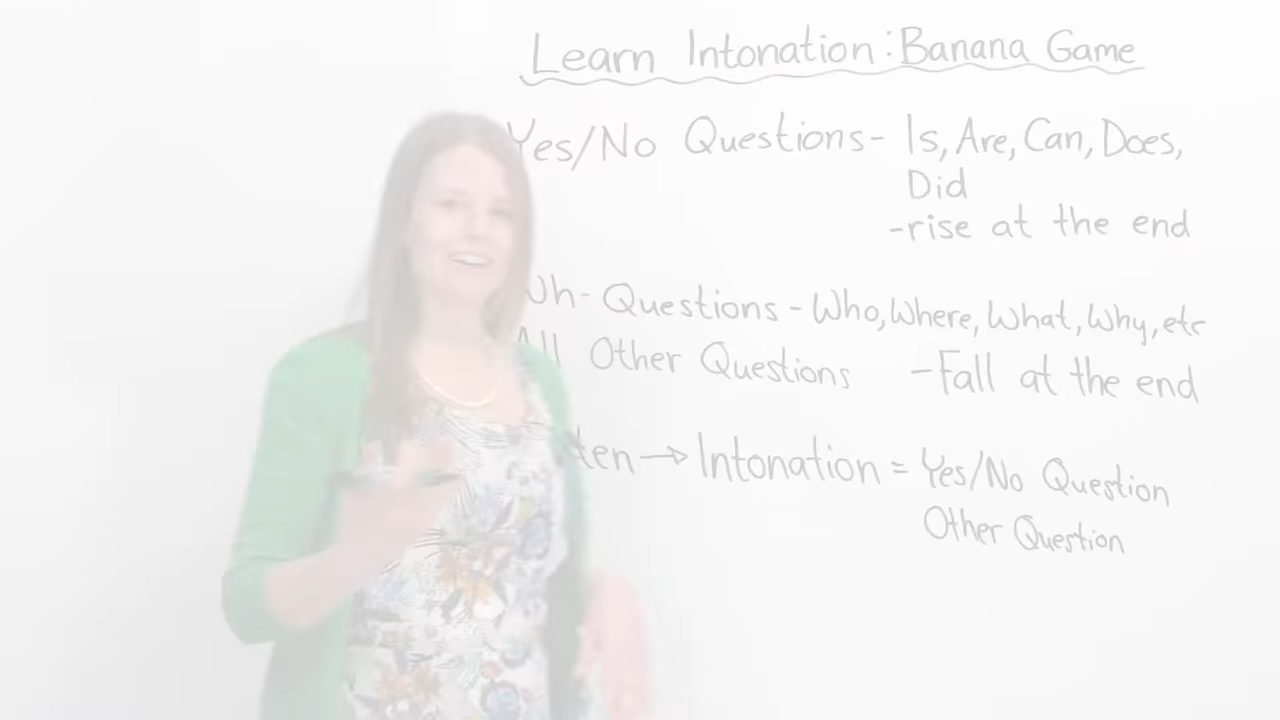 Learn Intonation: Banana Game
Yes/No Questions- Is, Are, Can, Does,
Did
-rise at the end
Wh- Questions - Who, Where, What, Why, etc
All Other Questions -Fall at the end
→ Intonation = Yes/No Question
Other Question